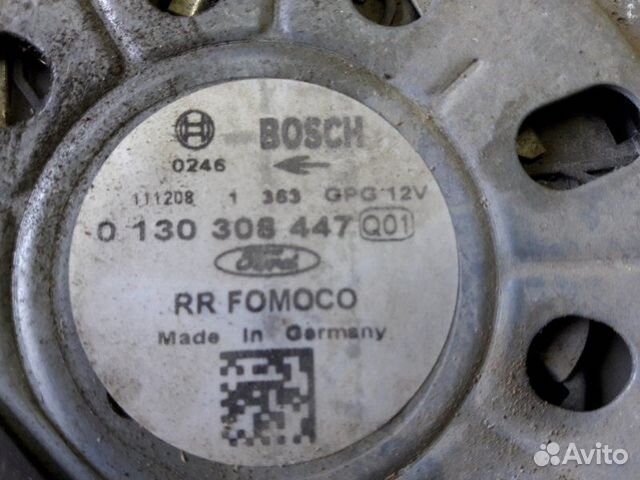 BOSCH
0246
111208 1 363 GPG 12V
0 130 308 447 Q01
Ford
RR FOMOCO
Made in Germany
Avito